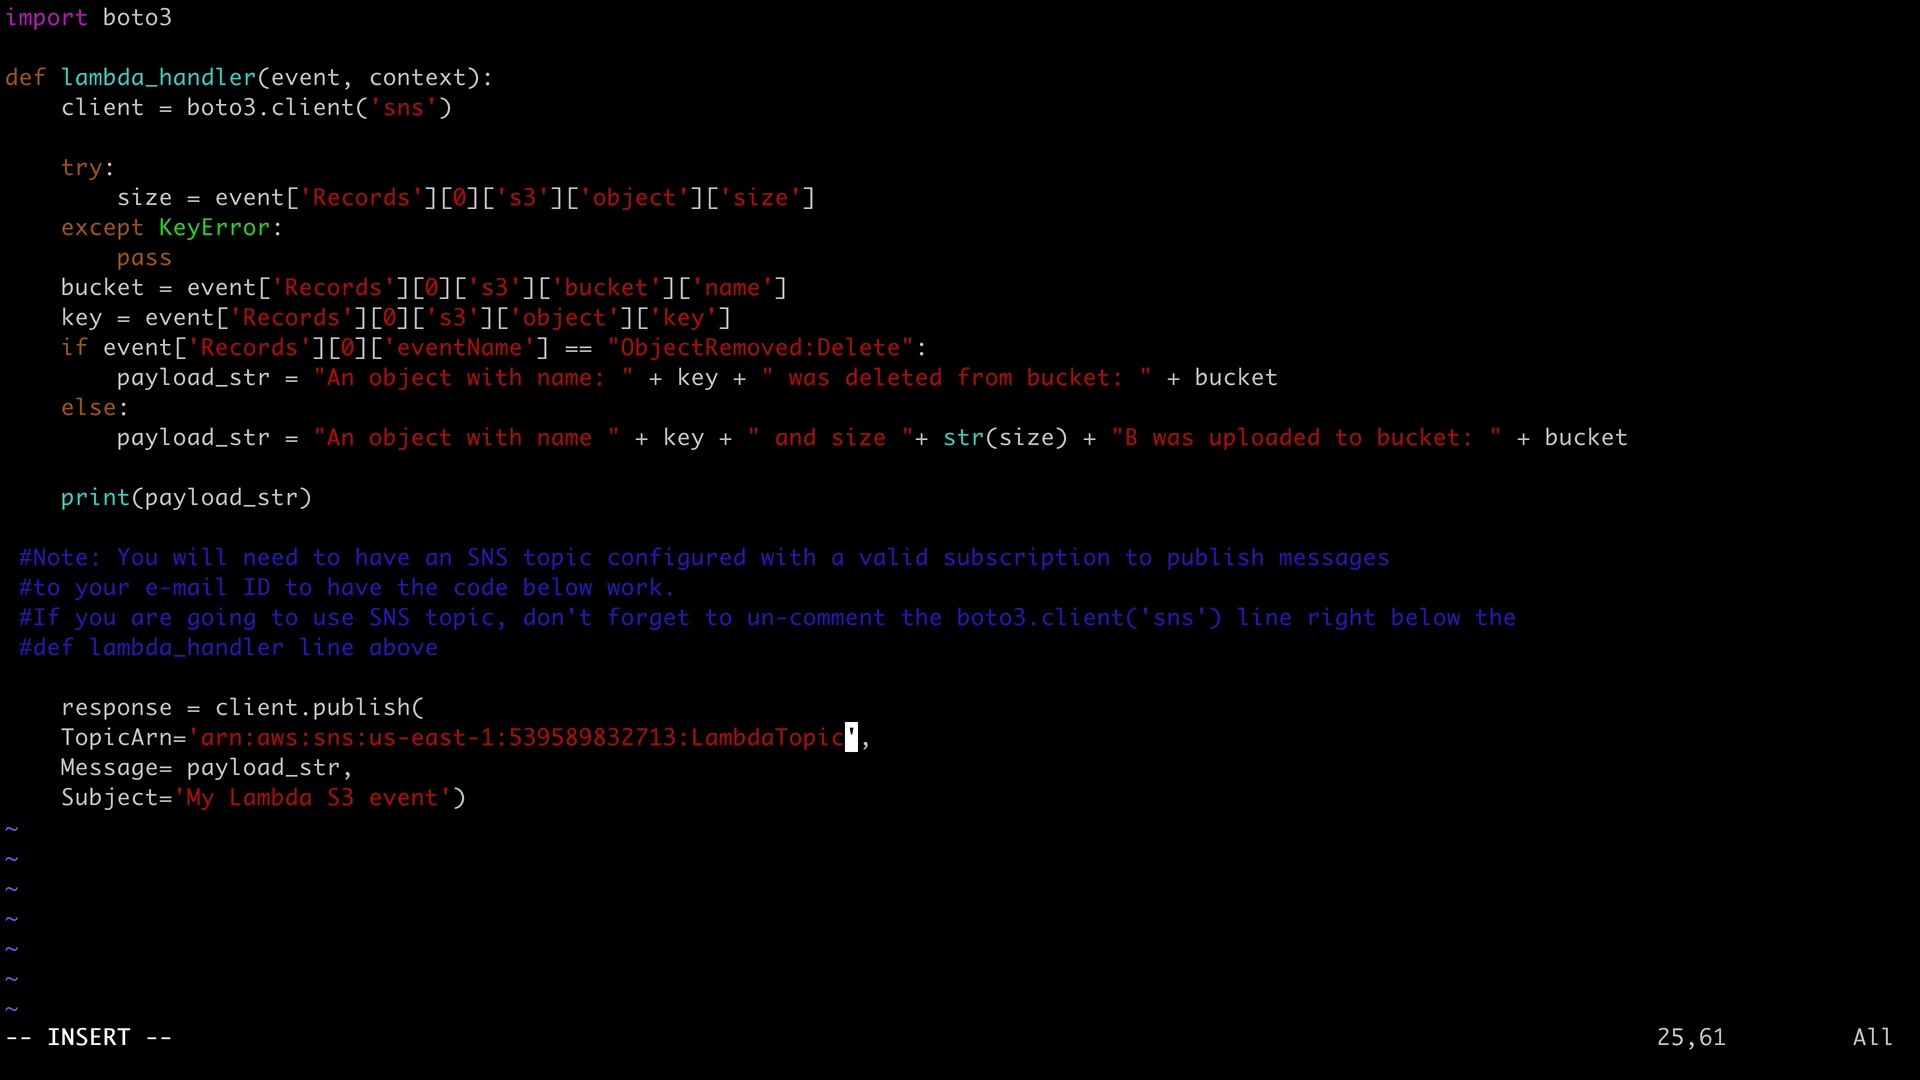 import boto3
def lambda_handler(event, context):
    client = boto3.client('sns')
    try:
        size = event['Records'][0]['s3']['object']['size']
    except KeyError:
        pass
    bucket = event['Records'][0]['s3']['bucket']['name']
    key = event['Records'][0]['s3']['object']['key']
    if event['Records'][0]['eventName'] == "ObjectRemoved:Delete":
        payload_str = "An object with name: " + key + " was deleted from bucket: " + bucket
    else:
        payload_str = "An object with name " + key + " and size "+ str(size) + "B was uploaded to bucket: " + bucket
    print(payload_str)
 #Note: You will need to have an SNS topic configured with a valid subscription to publish messages
 #to your e-mail ID to have the code below work.
 #If you are going to use SNS topic, don't forget to un-comment the boto3.client('sns') line right below the
 #def lambda_handler line above
    response = client.publish(
    TopicArn='arn:aws:sns:us-east-1:539589832713:LambdaTopic',
    Message= payload_str,
    Subject='My Lambda S3 event')
~
~
~
~
~
~
~
-- INSERT -- 25,61 All